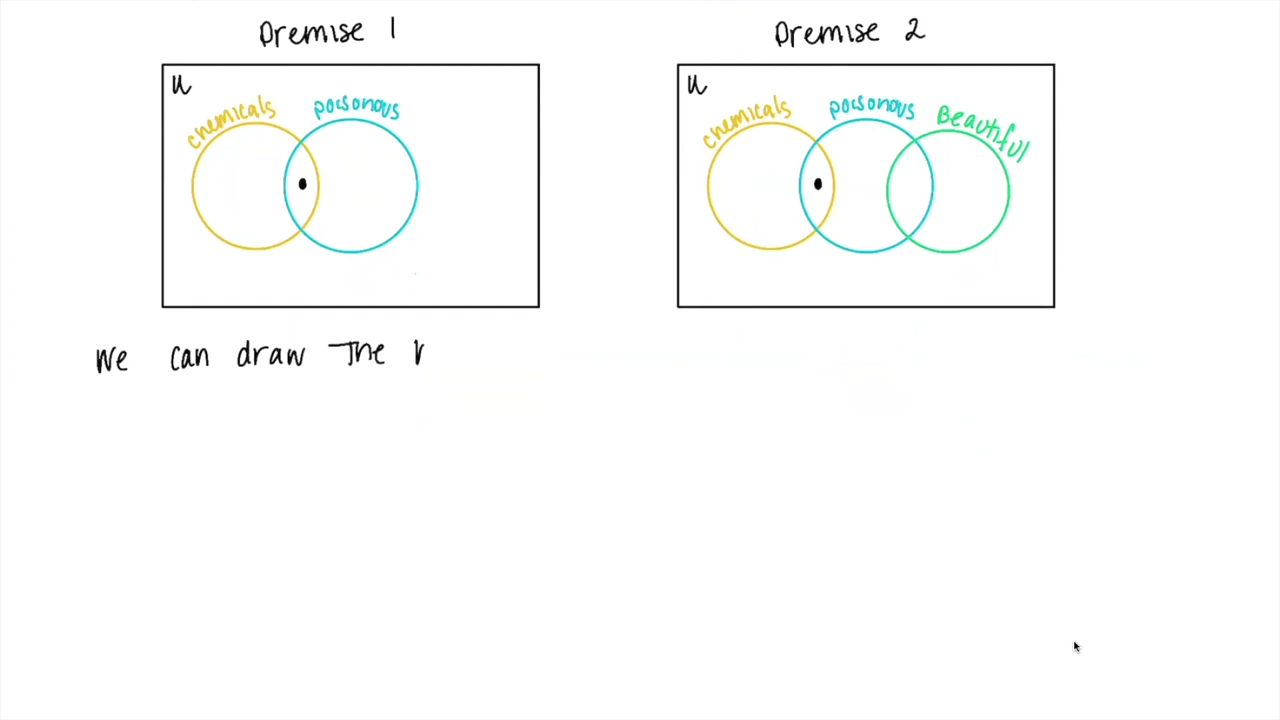 Premise 1
U
chemicals
poisonous
Premise 2
U
chemicals
poisonous
Beautiful
We can draw The